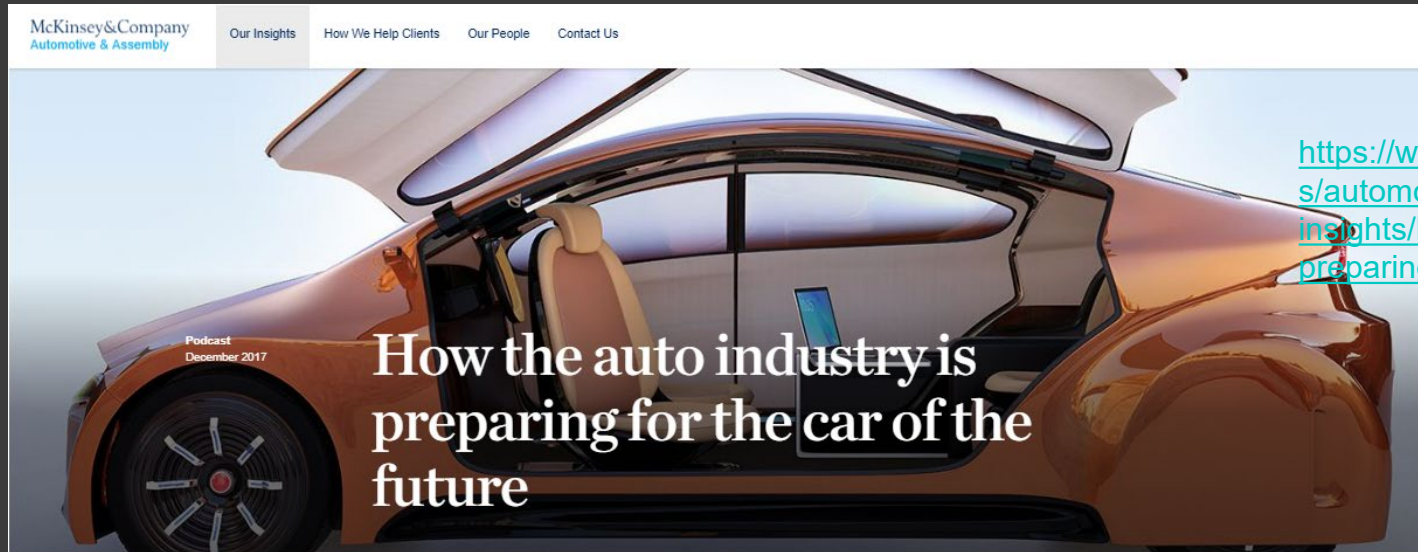 McKinsey&Company
Automotive & Assembly
Our Insights
How We Help Clients
Our People
Contact Us
https://w
s/automo
insights/
preparing
Podcast
December 2017
How the auto industry is
preparing for the car of the
future